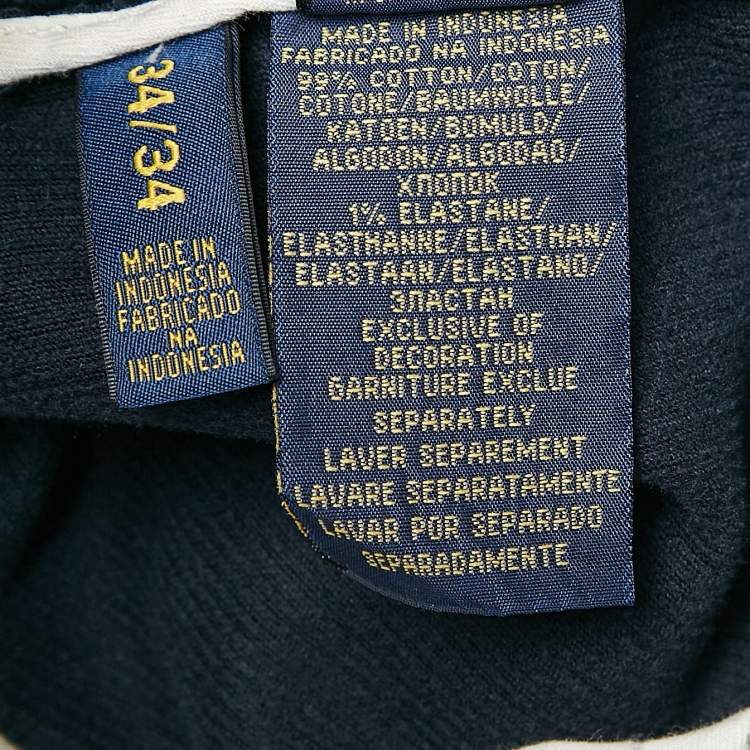 34/34
MADE IN
INDONESIA
FABRICADO
NA
INDONESIA
MADE IN INDONESIA
FABRICADO NA INDONESIA
99% COTTON/COTON/
COTONE/BAUMWOLLE/
KATOEN/BOMULD/
ALGODON/ALGODAO/
ХЛОПОК
1% ELASTANE/
ELASTHANNE/ELASTHAN/
ELASTAAN/ELASTANO/
ЭЛАСТАН
EXCLUSIVE OF
DECORATION
GARNITURE EXCLUE
SEPARATELY
LAVER SEPAREMENT
LAVARE SEPARATAMENTE
LAVAR POR SEPARADO
SEPARADAMENTE